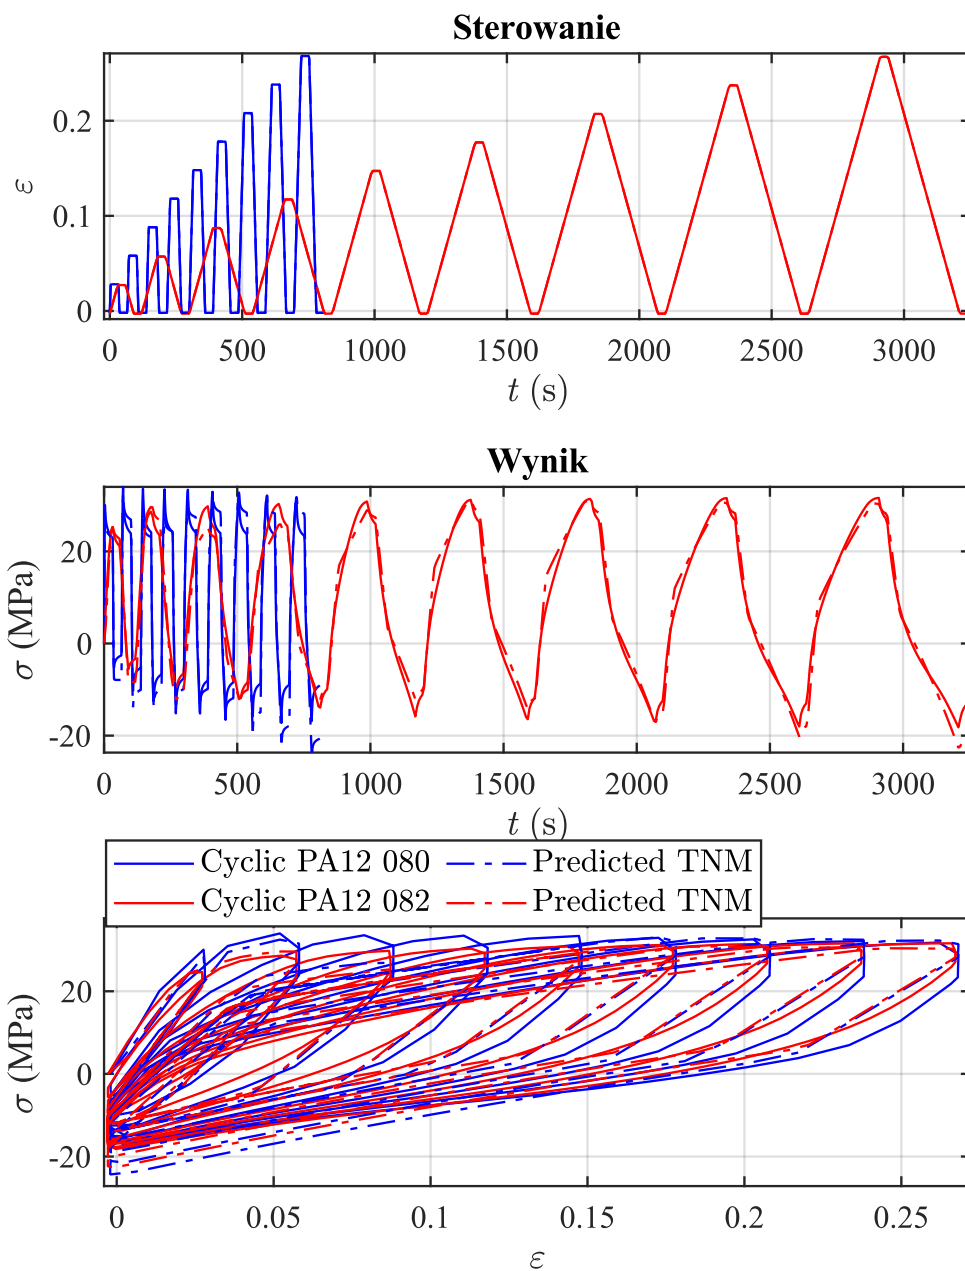 Sterowanie
0.2
0.1
0
ε
0 500 1000 1500 2000 2500 3000
t (s)
Wynik
20
0
-20
σ (MPa)
0 500 1000 1500 2000 2500 3000
t (s)
Cyclic PA12 080 Predicted TNM
Cyclic PA12 082 Predicted TNM
20
0
-20
σ (MPa)
0 0.05 0.1 0.15 0.2 0.25
ε